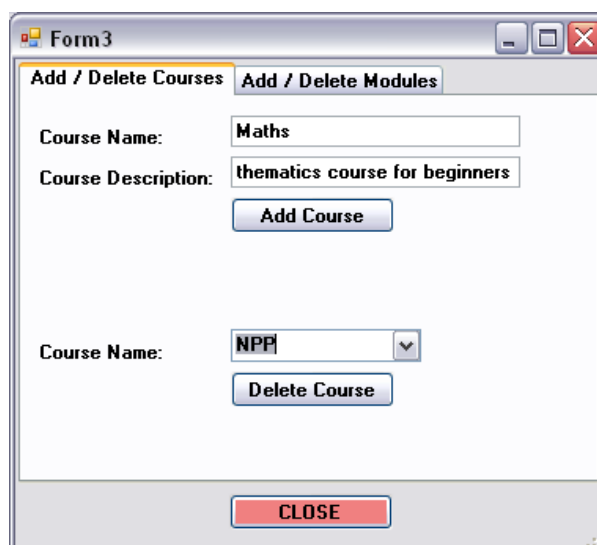 Form3
Add / Delete Courses Add / Delete Modules
Course Name: Maths
Course Description: thematics course for beginners
Add Course
Course Name: NPP
Delete Course
CLOSE